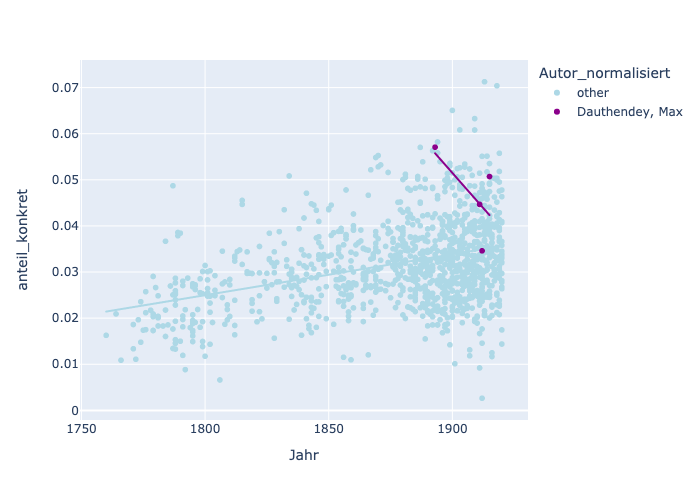 Autor_normalisiert
other
Dauthendey, Max
anteil_konkret
0.07
0.06
0.05
0.04
0.03
0.02
0.01
0
1750 1800 1850 1900
Jahr